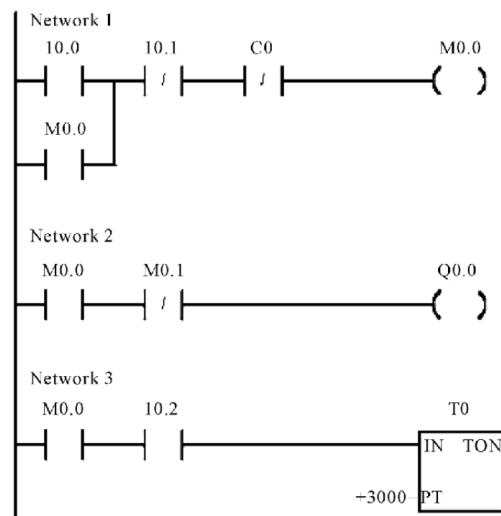 Network 1
10.0 10.1 C0 M0.0
M0.0
Network 2
M0.0 M0.1 Q0.0
Network 3
M0.0 10.2 T0
IN TON
+3000 PT